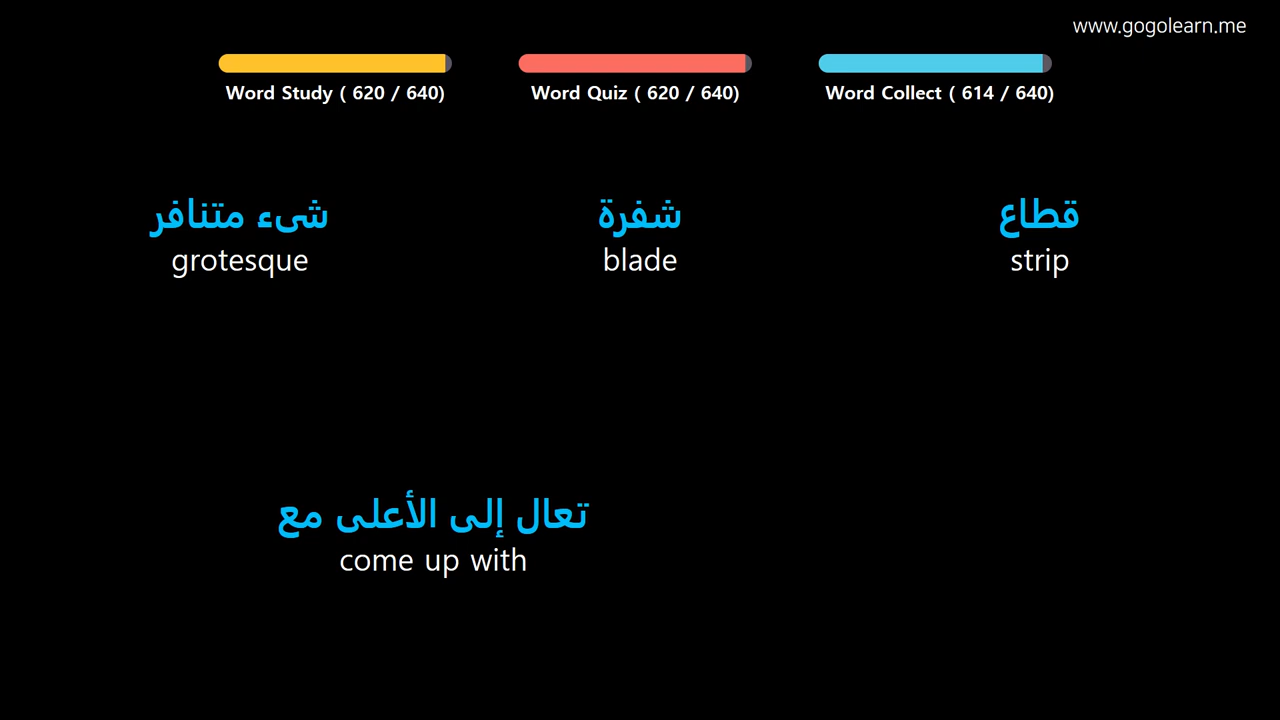 www.gogolearn.me
Word Study ( 620 / 640)
Word Quiz ( 620 / 640)
Word Collect ( 614 / 640)
شىء متنافر
grotesque
شفرة
blade
قطاع
strip
تعال إلى الأعلى مع
come up with